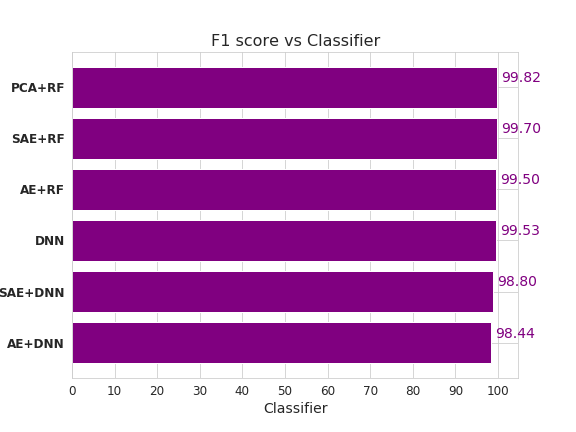 F1 score vs Classifier
PCA+RF 99.82
SAE+RF 99.70
AE+RF 99.50
DNN 99.53
SAE+DNN 98.80
AE+DNN 98.44
0 10 20 30 40 50 60 70 80 90 100
Classifier